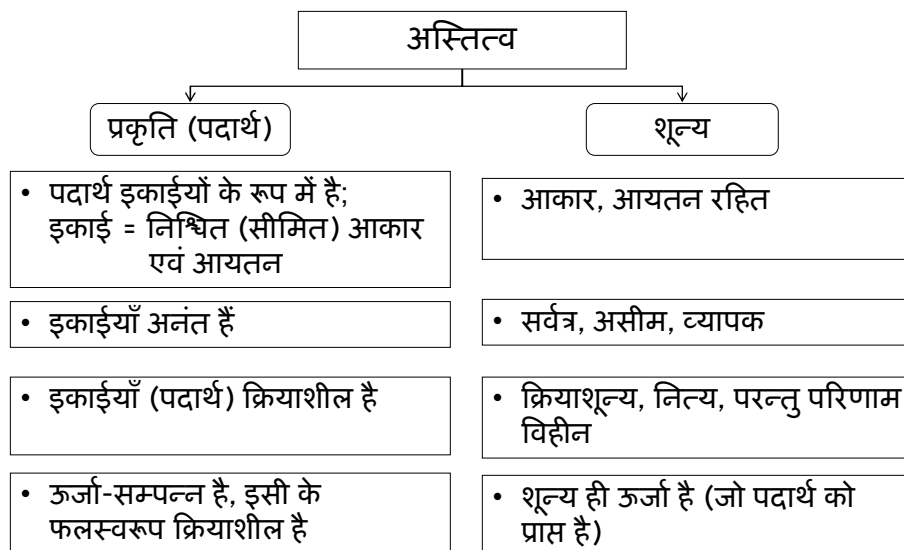 अस्तित्व
प्रकृति (पदार्थ)
शून्य
• पदार्थ इकाईयों के रूप में है;
इकाई = निश्चित (सीमित) आकार
एवं आयतन
• आकार, आयतन रहित
• इकाईयाँ अनंत हैं
• सर्वत्र, असीम, व्यापक
• इकाईयाँ (पदार्थ) क्रियाशील है
• क्रियाशून्य, नित्य, परन्तु परिणाम
विहीन
• ऊर्जा-सम्पन्न है, इसी के
फलस्वरूप क्रियाशील है
• शून्य ही ऊर्जा है (जो पदार्थ को
प्राप्त है)